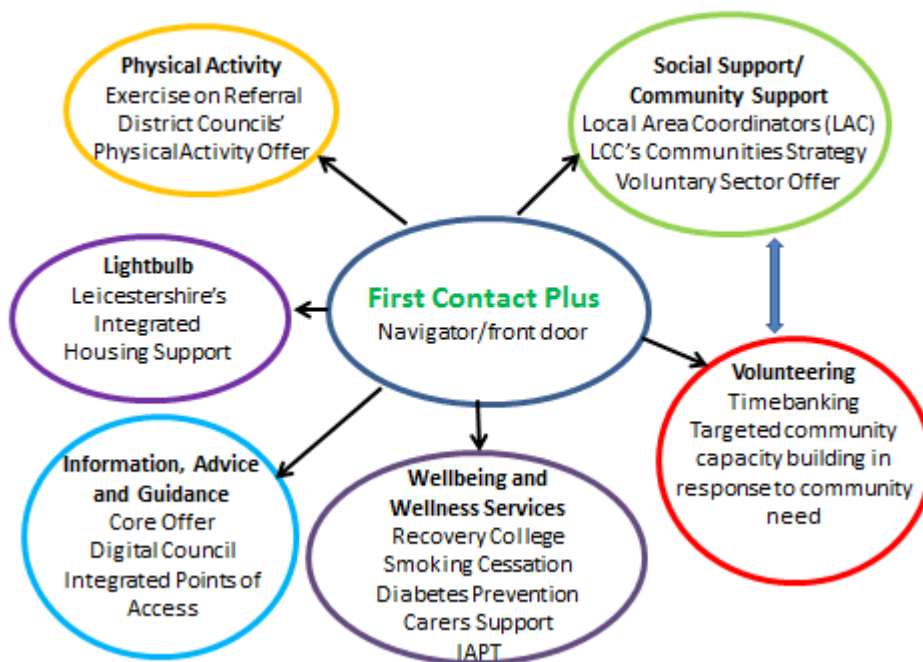 Physical Activity
Exercise on Referral
District Councils'
Physical Activity Offer
Social Support/
Community Support
Local Area Coordinators (LAC)
LCC's Communities Strategy
Voluntary Sector Offer
Lightbulb
Leicestershire's
Integrated
Housing Support
First Contact Plus
Navigator/front door
Volunteering
Timebanking
Targeted community
capacity building in
response to community
need
Information, Advice
and Guidance
Core Offer
Digital Council
Integrated Points of
Access
Wellbeing and
Wellness Services
Recovery College
Smoking Cessation
Diabetes Prevention
Carers Support
IAPT